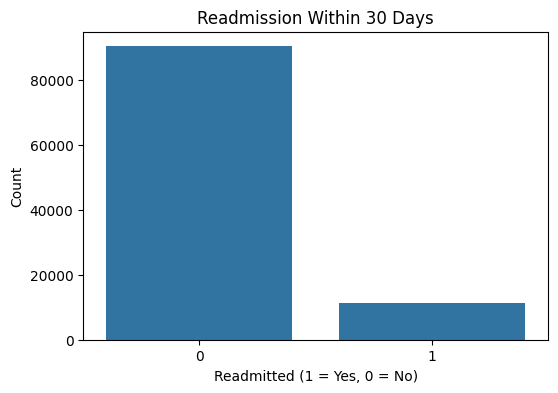 Readmission Within 30 Days
Count
80000
60000
40000
20000
0
0 1
Readmitted (1 = Yes, 0 = No)